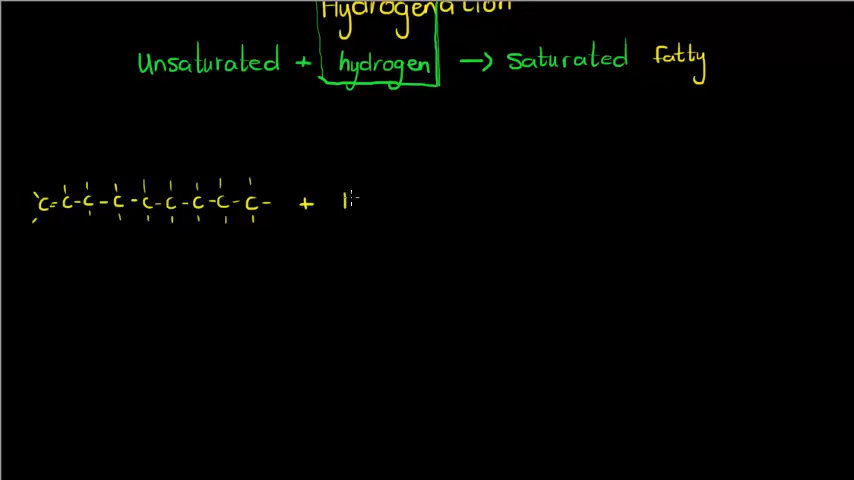 Hydrogenation
Unsaturated + hydrogen → saturated fatty
C=C-C-C-C-C-C-C-C- +